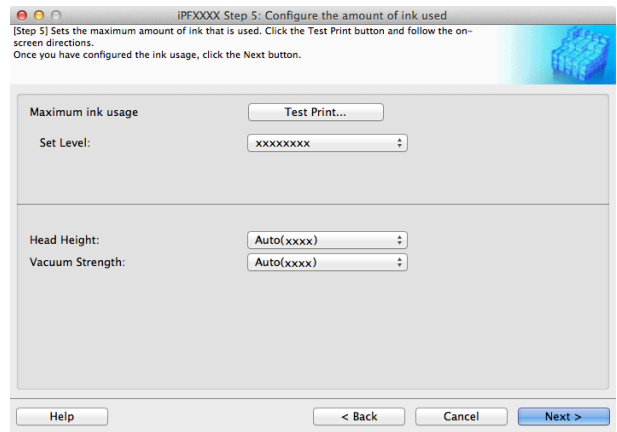 iPFXXXX Step 5: Configure the amount of ink used
[Step 5] Sets the maximum amount of ink that is used. Click the Test Print button and follow the on-
screen directions.
Once you have configured the ink usage, click the Next button.
Maximum ink usage Test Print...
Set Level: xxxxxxxx
Head Height: Auto(xxxx)
Vacuum Strength: Auto(xxxx)
Help < Back Cancel Next >